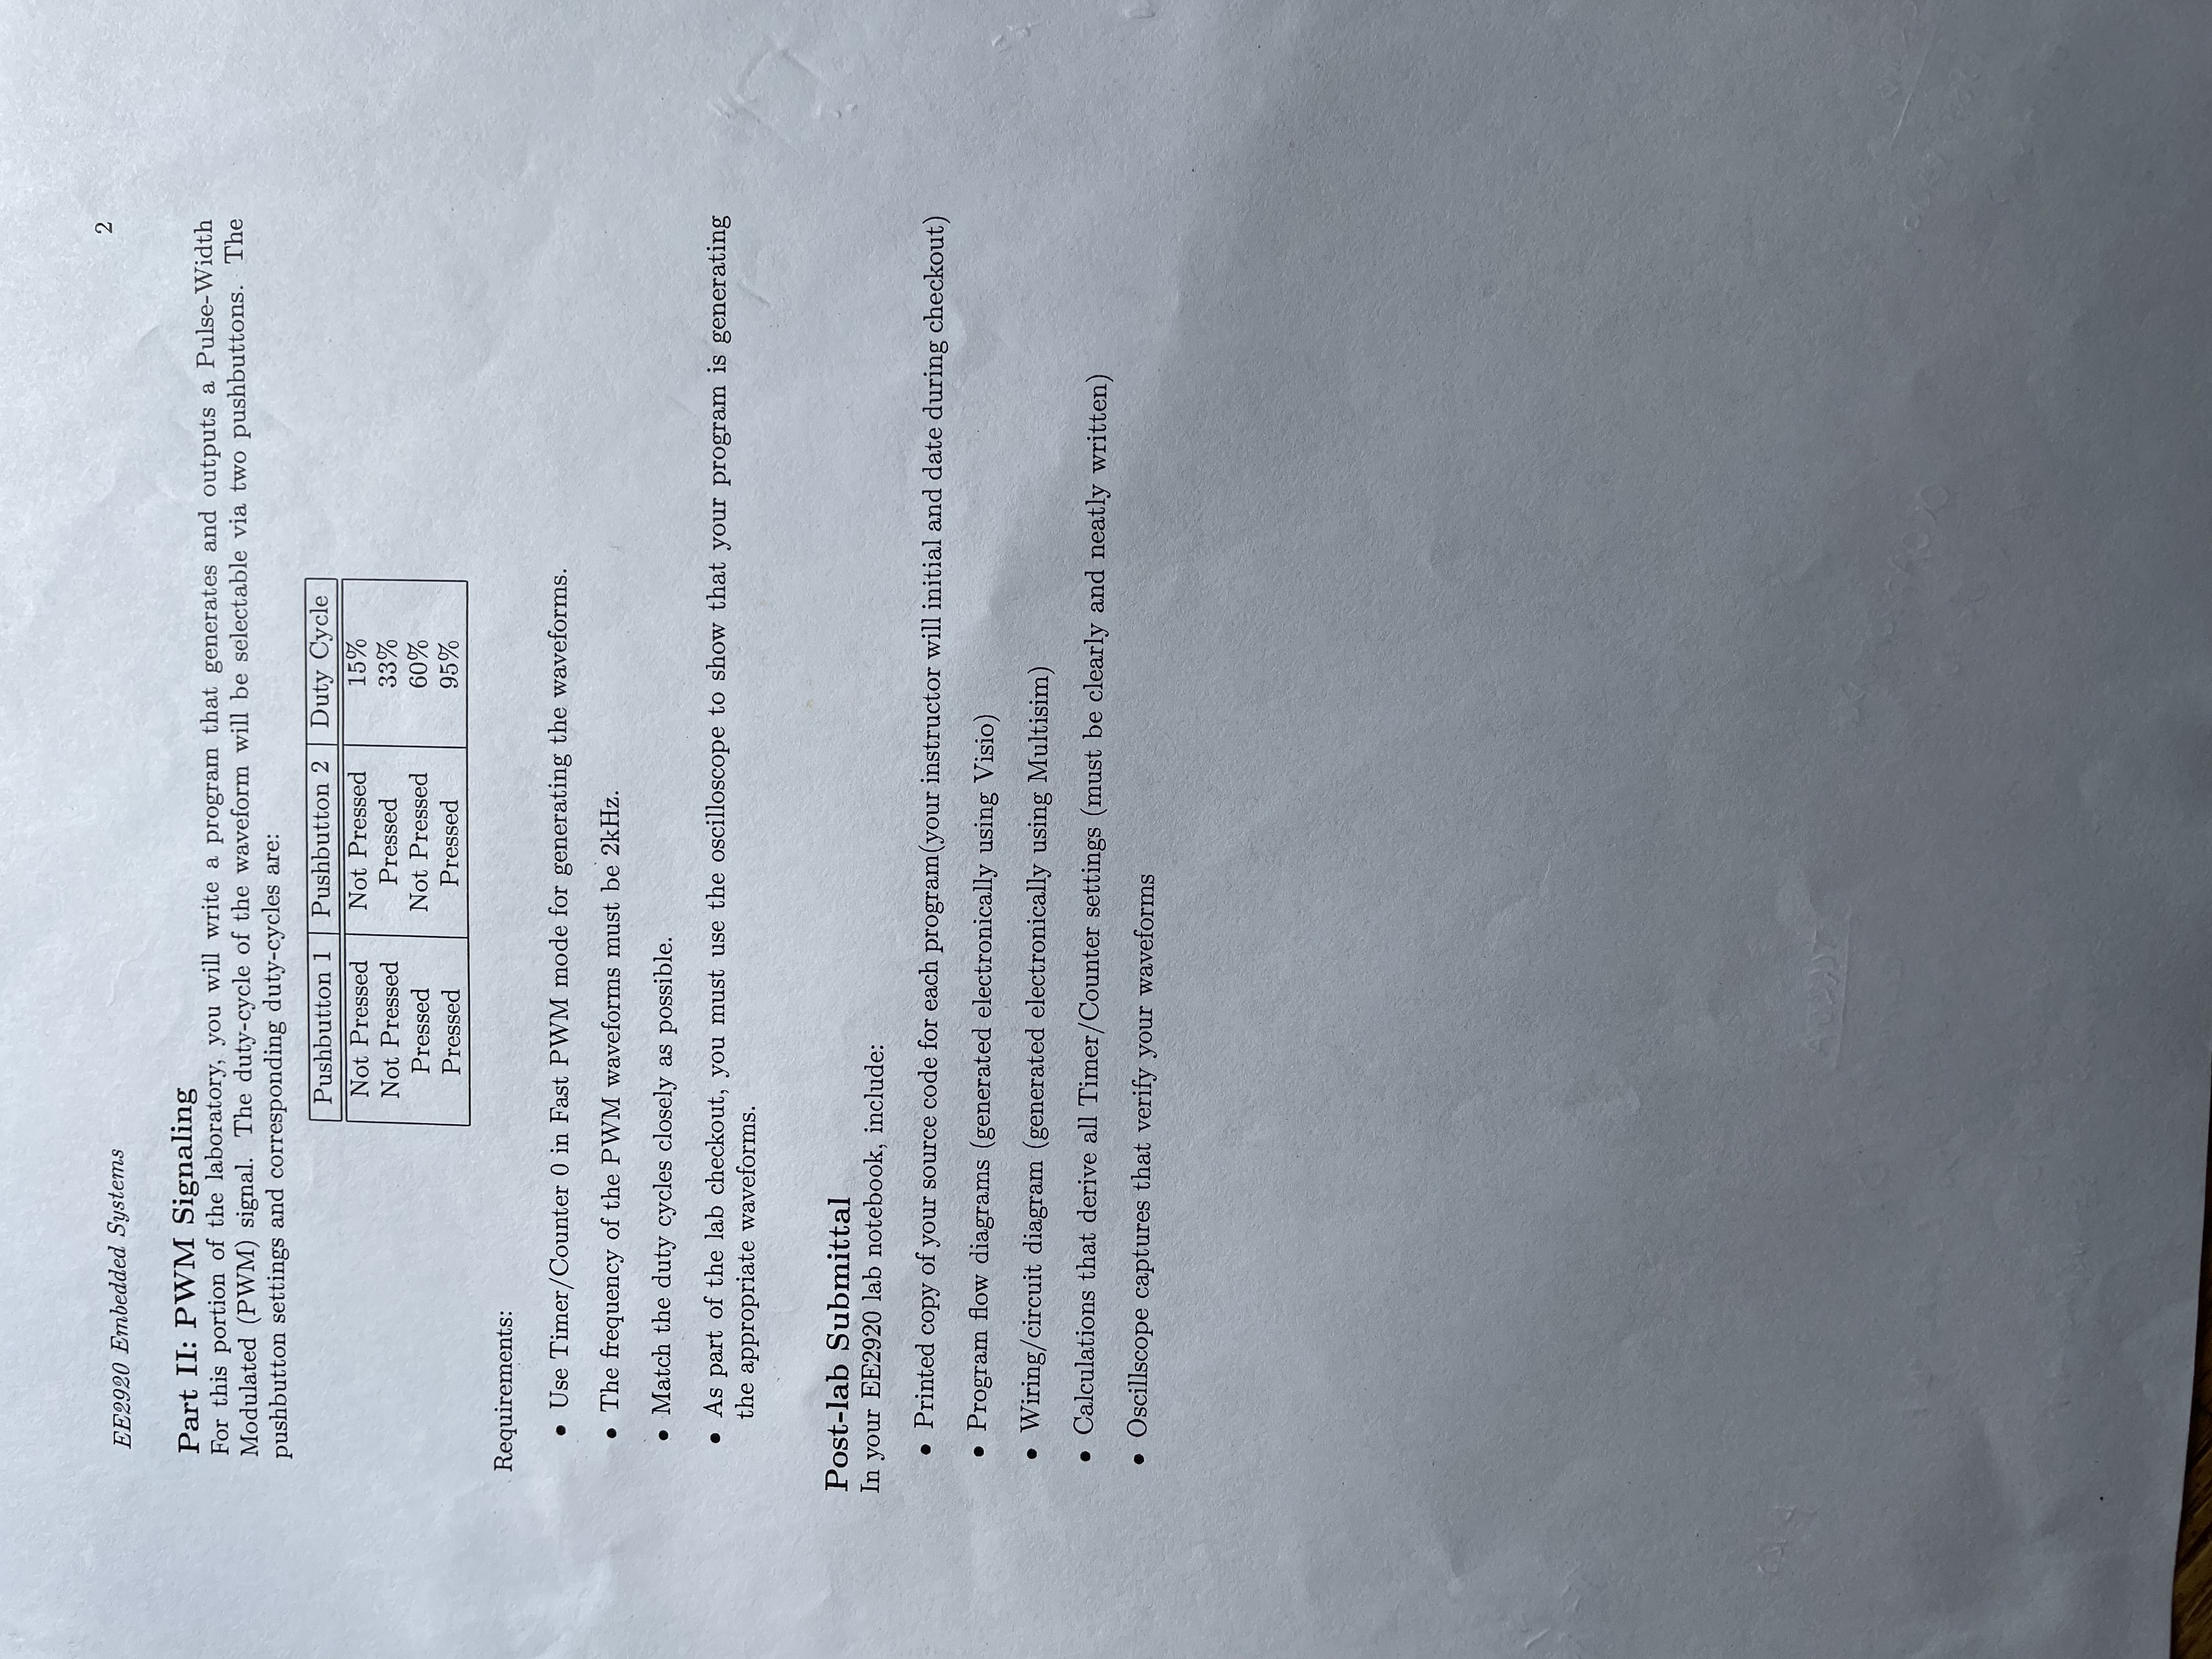 EE2920 Embedded Systems
2
Part II: PWM Signaling
For this portion of the laboratory, you will write a program that generates and outputs a Pulse-Width
Modulated (PWM) signal. The duty-cycle of the waveform will be selectable via two pushbuttons. The
pushbutton settings and corresponding duty-cycles are:
Pushbutton 1 Pushbutton 2 Duty Cycle
Not Pressed Not Pressed 15%
Not Pressed Pressed 33%
Pressed Not Pressed 60%
Pressed Pressed 95%
Requirements:
• Use Timer/Counter 0 in Fast PWM mode for generating the waveforms.
• The frequency of the PWM waveforms must be 2kHz.
• Match the duty cycles closely as possible.
• As part of the lab checkout, you must use the oscilloscope to show that your program is generating
the appropriate waveforms.
Post-lab Submittal
In your EE2920 lab notebook, include:
• Printed copy of your source code for each program(your instructor will initial and date during checkout)
• Program flow diagrams (generated electronically using Visio)
• Wiring/circuit diagram (generated electronically using Multisim)
• Calculations that derive all Timer/Counter settings (must be clearly and neatly written)
• Oscillscope captures that verify your waveforms